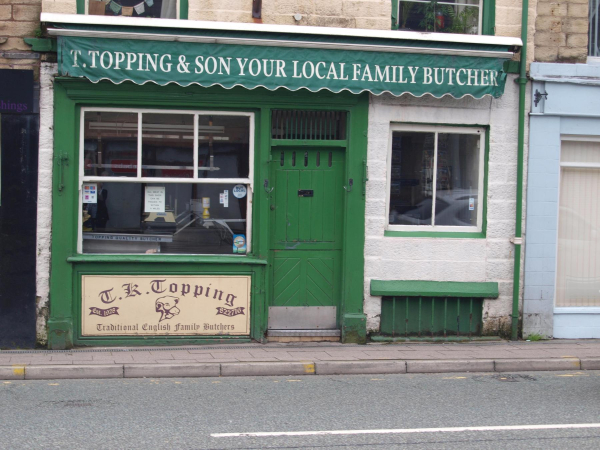 T. TOPPING & SON YOUR LOCAL FAMILY BUTCHER
T.K. Topping
Traditional English Family Butchers